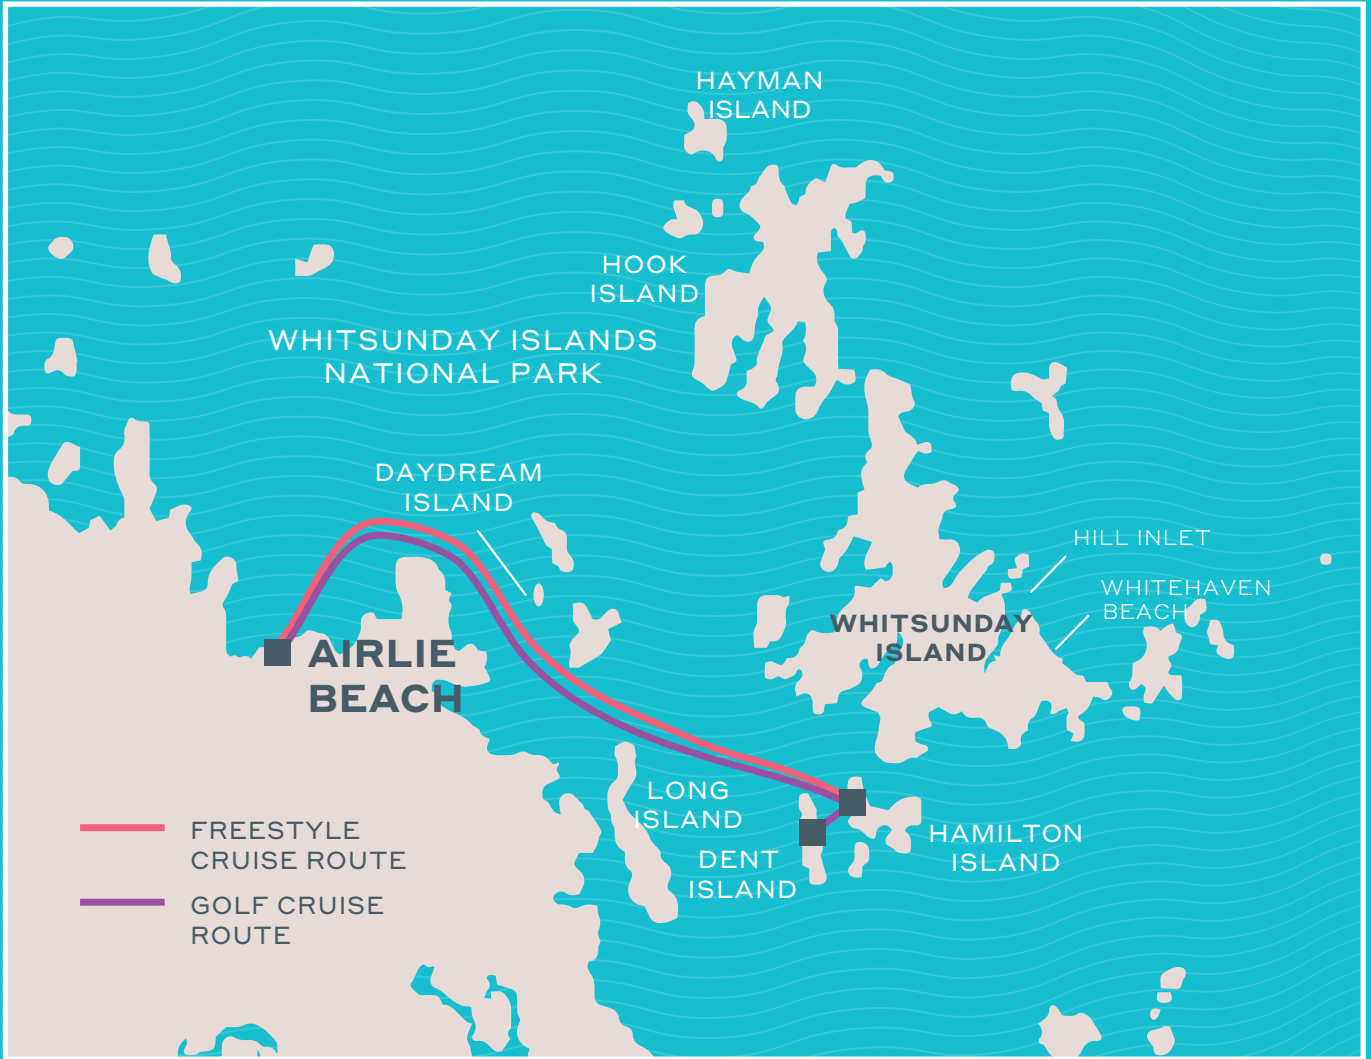 HAYMAN
ISLAND
HOOK
ISLAND
WHITSUNDAY ISLANDS
NATIONAL PARK
DAYDREAM
ISLAND
HILL INLET
WHITEHAVEN
BEACH
WHITSUNDAY
ISLAND
AIRLIE
BEACH
LONG
ISLAND
HAMILTON
ISLAND
DENT
ISLAND
FREESTYLE
CRUISE ROUTE
GOLF CRUISE
ROUTE